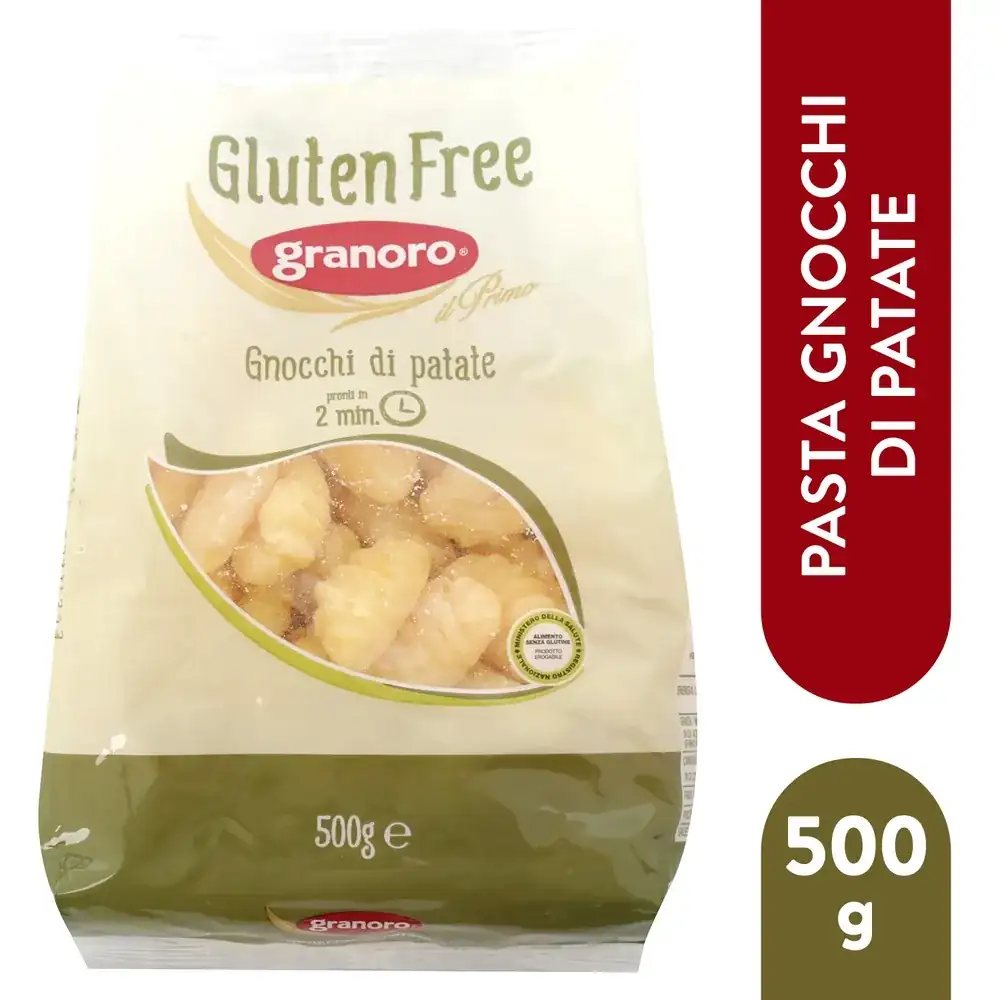 Gluten Free
granoro®
il Primo
Gnocchi di patate
pronti in
2 min.
MINISTERO DELLA SALUTE
REGISTRO NAZIONALE
ALIMENTO
SENZA GLUTINE
PRODOTTO
EROGABILE
500g e
granoro
PASTA GNOCCHI
DI PATATE
500
g